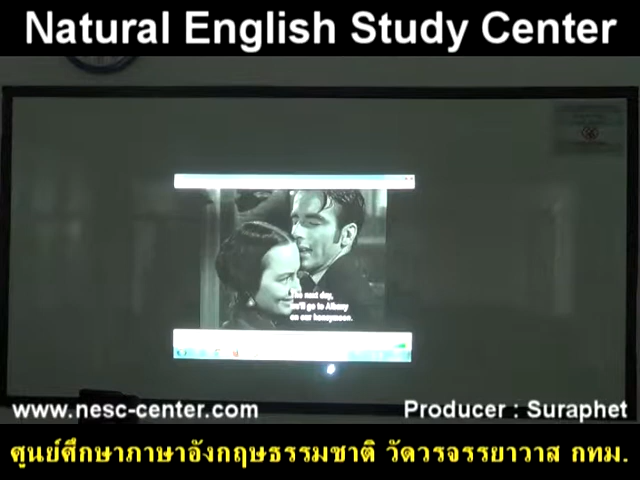 Natural English Study Center
The next day,
we'll go to Albany
on our honeymoon.
www.nesc-center.com
Producer : Suraphet
ศูนย์ศึกษาภาษาอังกฤษธรรมชาติ วัดวรจรรยาวาส กทม.